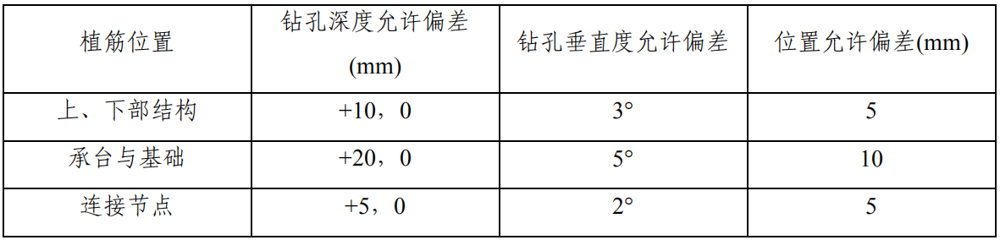 植筋位置 钻孔深度允许偏差(mm) 钻孔垂直度允许偏差 位置允许偏差(mm)
上、下部结构 +10，0 3° 5
承台与基础 +20，0 5° 10
连接节点 +5，0 2° 5